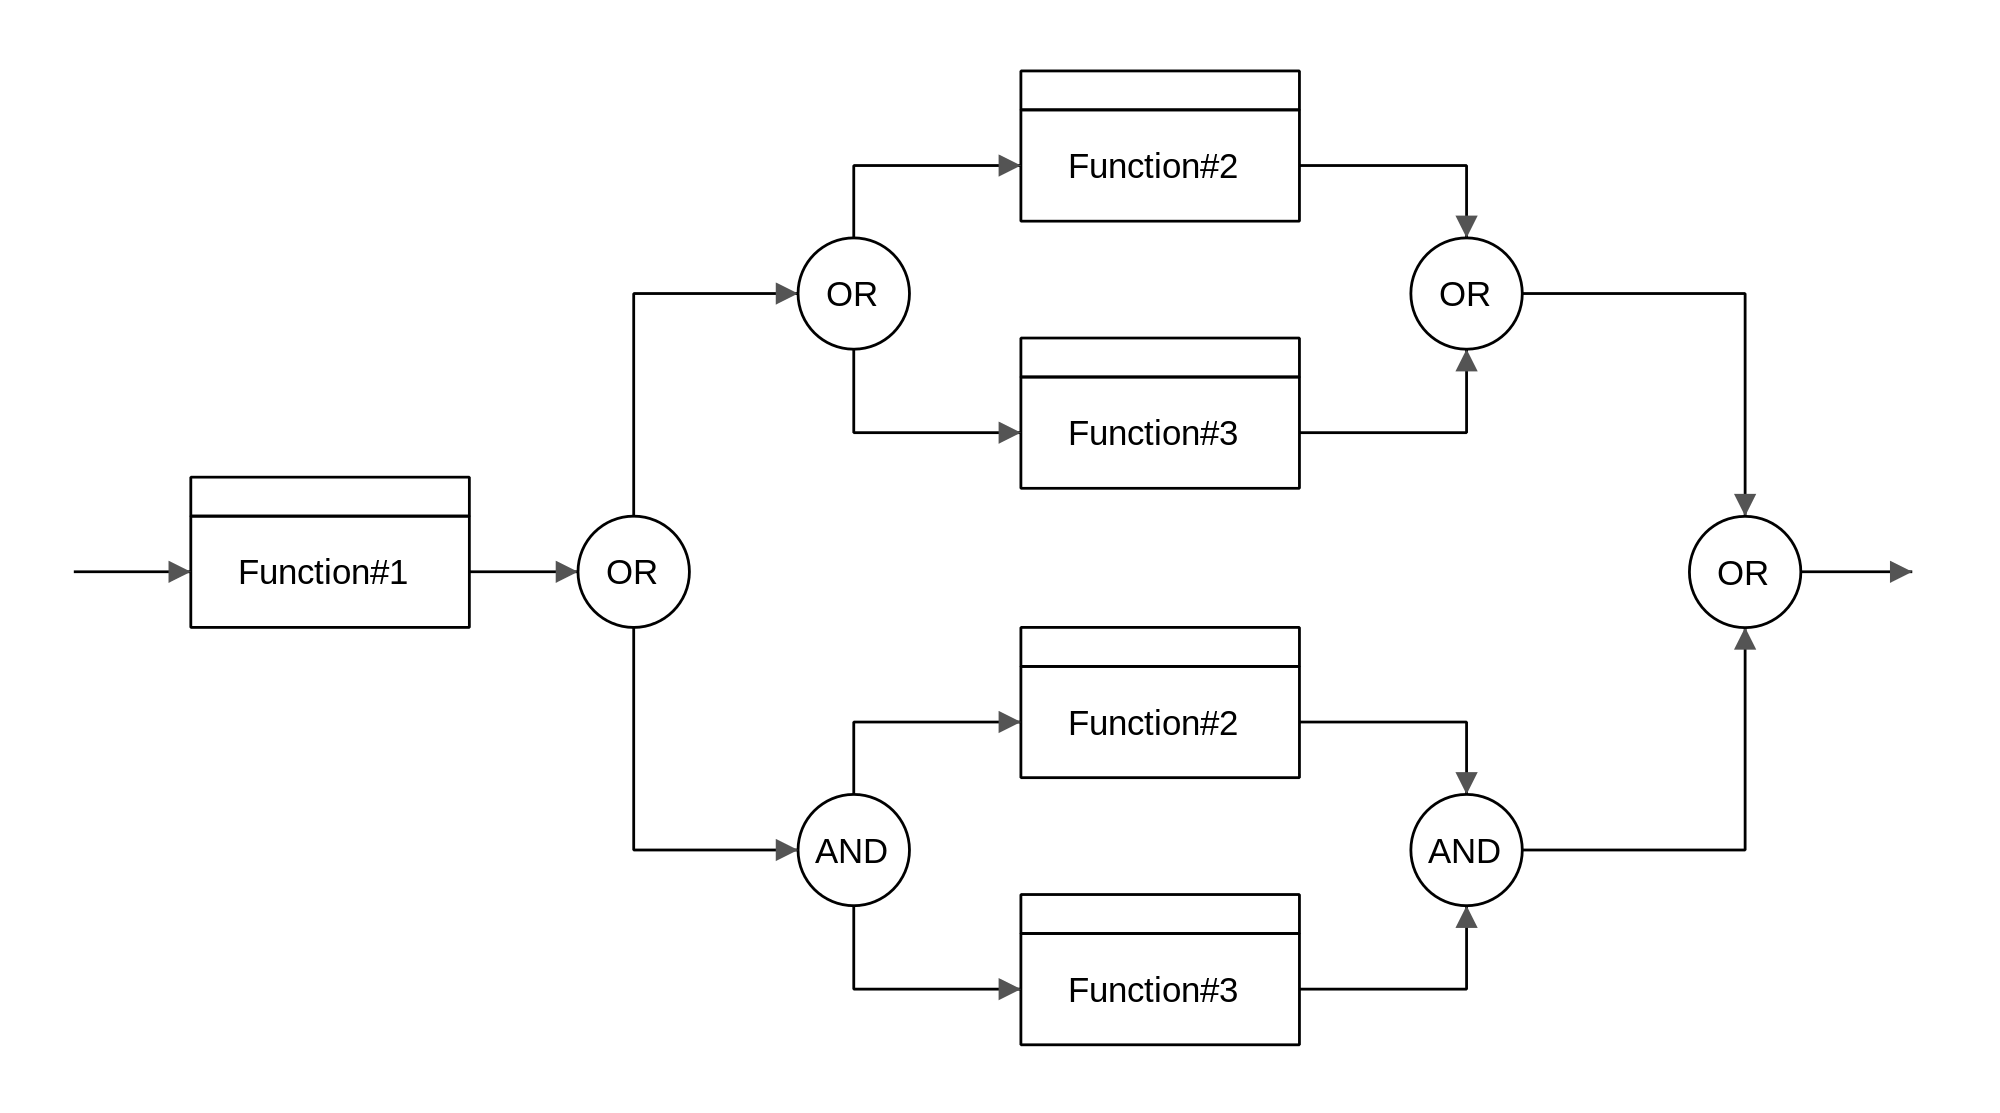 Function#1
OR
OR
Function#2
Function#3
OR
AND
Function#2
Function#3
AND
OR